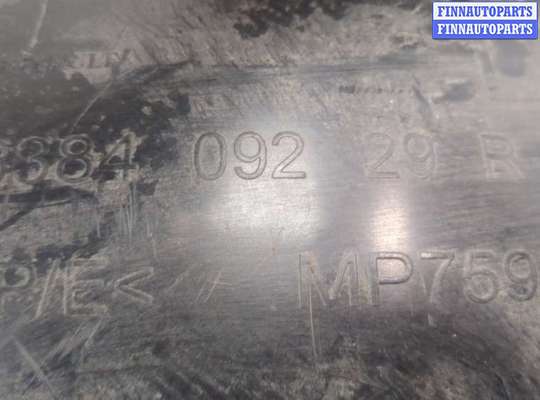 FINNAUTOPARTS
FINNAUTOPARTS
384 092 29 R
P/E< MP759